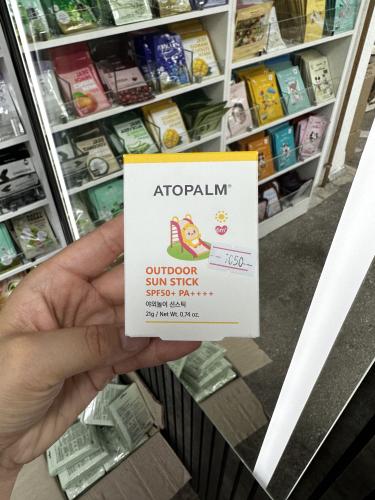 ATOPALM®
OUTDOOR
SUN STICK
SPF50+ PA++++
야외놀이 선스틱
21g / Net Wt. 0.74 oz.